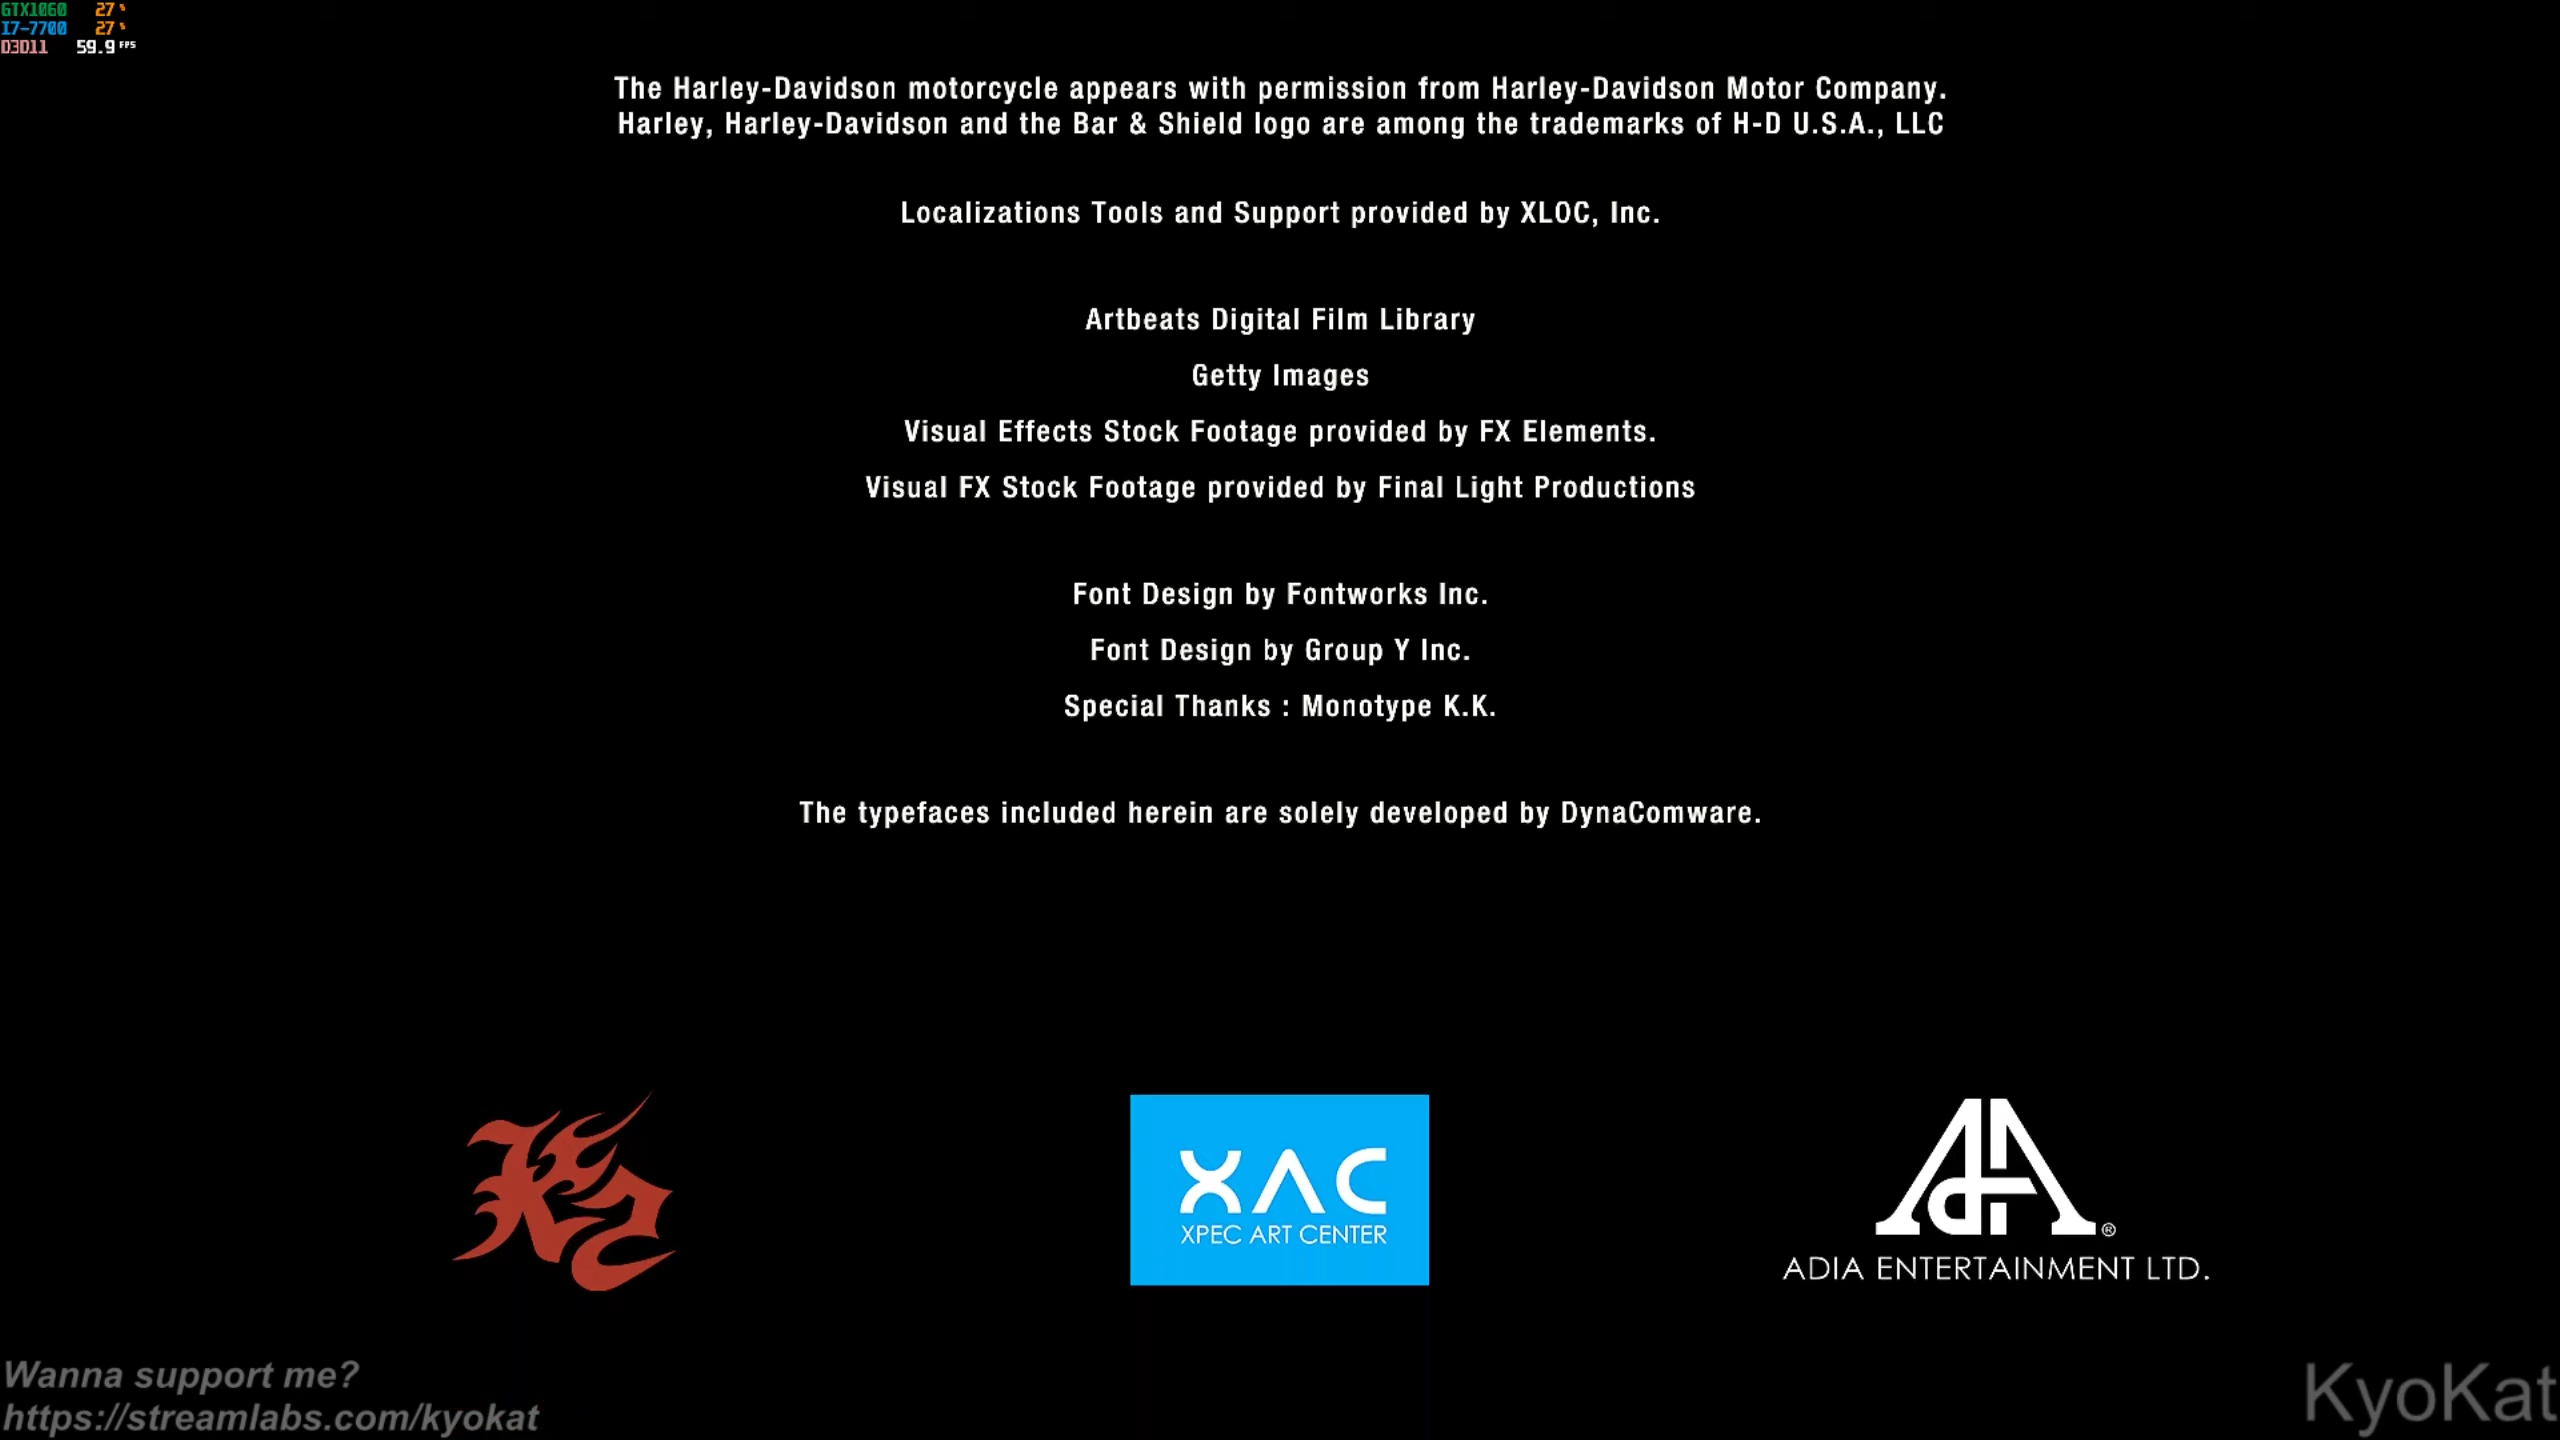 GTX1060 27 %
I7-7700 27 %
D3D11 59.9 FPS
The Harley-Davidson motorcycle appears with permission from Harley-Davidson Motor Company.
Harley, Harley-Davidson and the Bar & Shield logo are among the trademarks of H-D U.S.A., LLC
Localizations Tools and Support provided by XLOC, Inc.
Artbeats Digital Film Library
Getty Images
Visual Effects Stock Footage provided by FX Elements.
Visual FX Stock Footage provided by Final Light Productions
Font Design by Fontworks Inc.
Font Design by Group Y Inc.
Special Thanks : Monotype K.K.
The typefaces included herein are solely developed by DynaComware.
XAC
XPEC ART CENTER
®
ADIA ENTERTAINMENT LTD.
Wanna support me?
https://streamlabs.com/kyokat
KyoKat